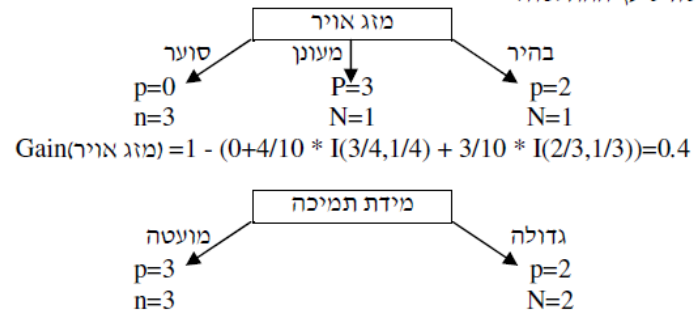 מזג אויר
סוער מעונן בהיר
p=0 P=3 p=2
n=3 N=1 N=1
Gain(מזג אויר) =1 - (0+4/10 * I(3/4,1/4) + 3/10 * I(2/3,1/3))=0.4
מידת תמיכה
מועטה גדולה
p=3 p=2
n=3 N=2